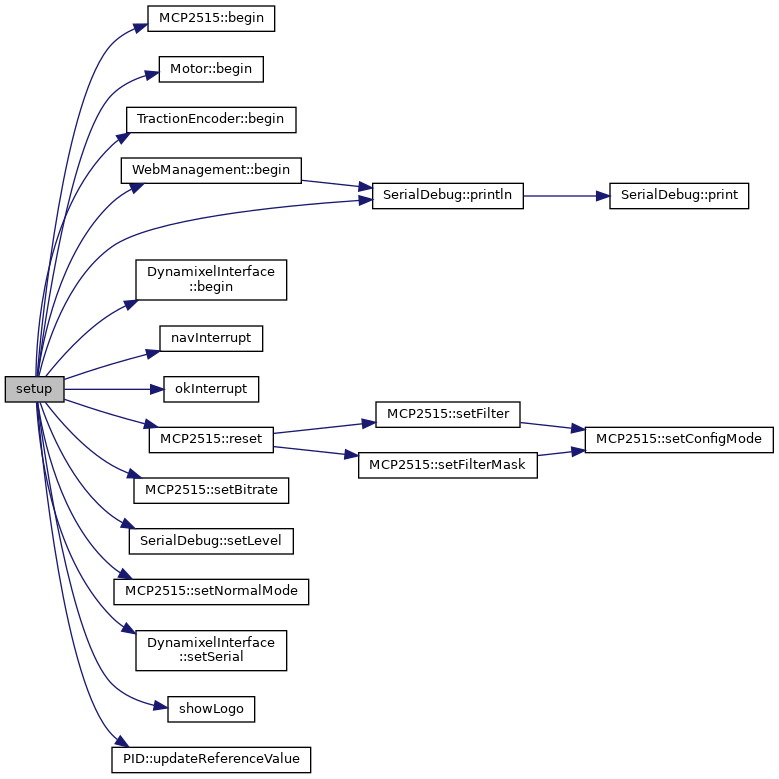 MCP2515::begin
Motor::begin
TractionEncoder::begin
WebManagement::begin
SerialDebug::println
SerialDebug::print
DynamixelInterface
::begin
navInterrupt
setup
okInterrupt
MCP2515::reset
MCP2515::setFilter
MCP2515::setConfigMode
MCP2515::setFilterMask
MCP2515::setBitrate
SerialDebug::setLevel
MCP2515::setNormalMode
DynamixelInterface
::setSerial
showLogo
PID::updateReferenceValue